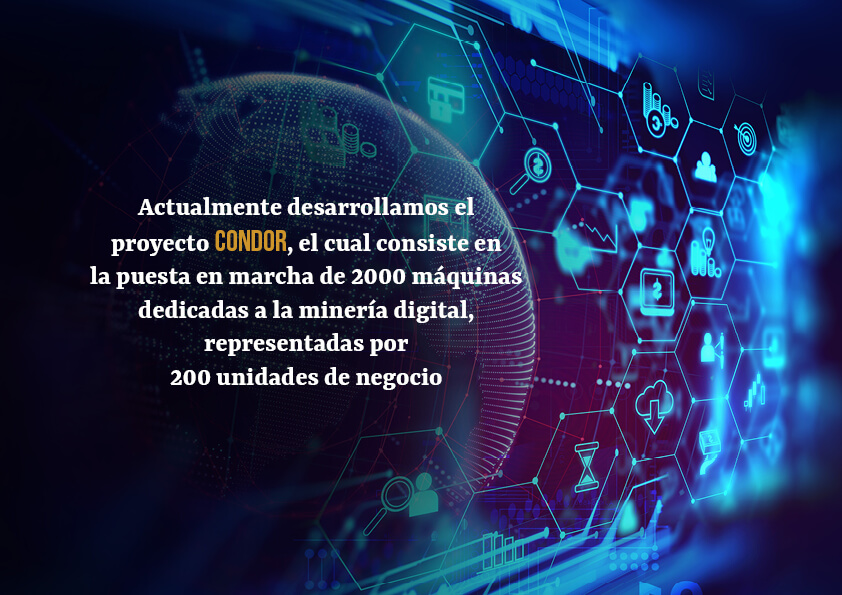 Actualmente desarrollamos el
proyecto CONDOR, el cual consiste en
la puesta en marcha de 2000 máquinas
dedicadas a la minería digital,
representadas por
200 unidades de negocio